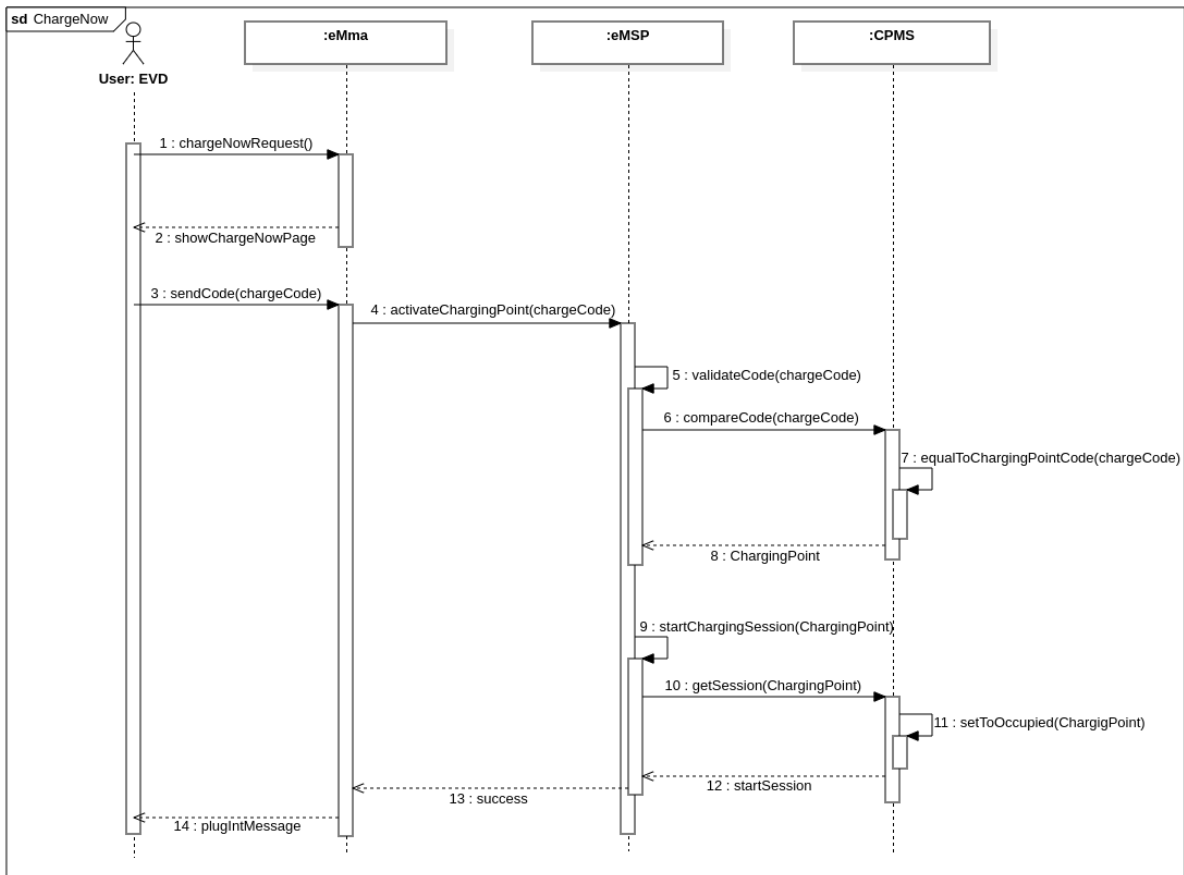 sd ChargeNow
User: EVD
:eMma
:eMSP
:CPMS
1 : chargeNowRequest()
2 : showChargeNowPage
3 : sendCode(chargeCode)
4 : activateChargingPoint(chargeCode)
5 : validateCode(chargeCode)
6 : compareCode(chargeCode)
7 : equalToChargingPointCode(chargeCode)
8 : ChargingPoint
9 : startChargingSession(ChargingPoint)
10 : getSession(ChargingPoint)
11 : setToOccupied(ChargigPoint)
12 : startSession
13 : success
14 : plugIntMessage